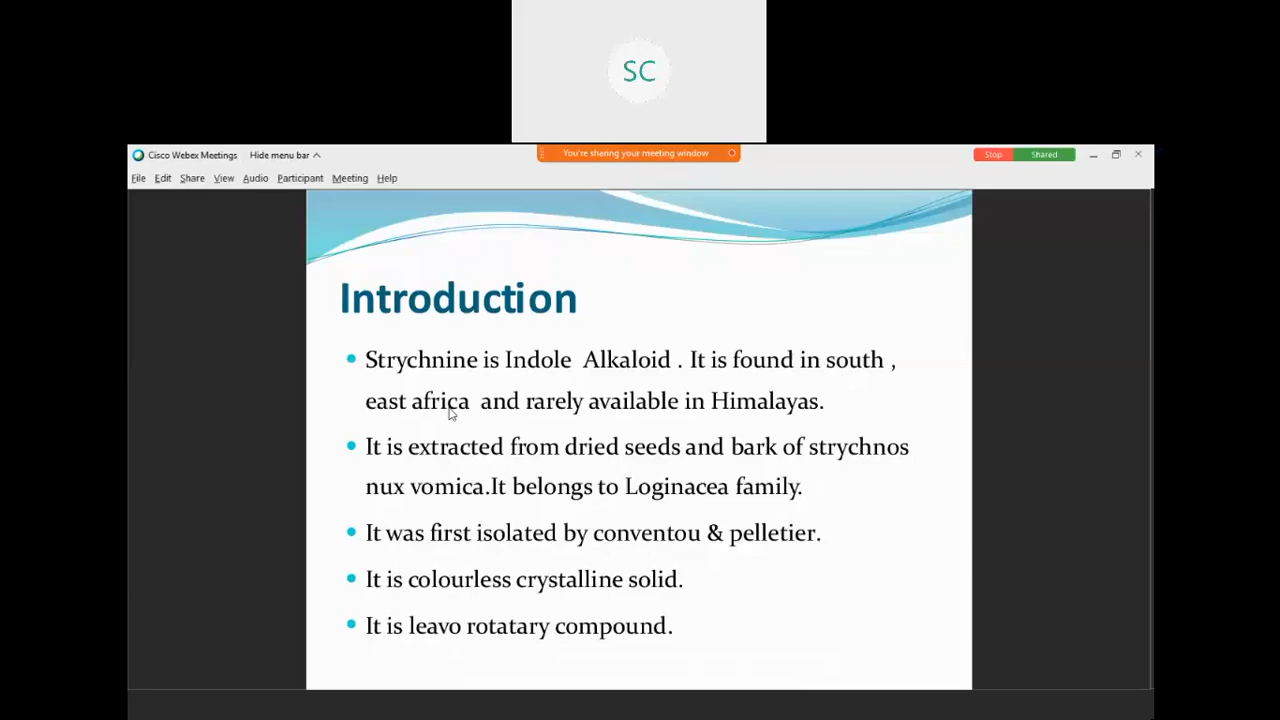 SC
Cisco Webex Meetings Hide menu bar
You're sharing your meeting window
Stop Shared
File Edit Share View Audio Participant Meeting Help
Introduction
Strychnine is Indole Alkaloid . It is found in south ,
east africa and rarely available in Himalayas.
It is extracted from dried seeds and bark of strychnos
nux vomica.It belongs to Loginacea family.
It was first isolated by conventou & pelletier.
It is colourless crystalline solid.
It is leavo rotatary compound.